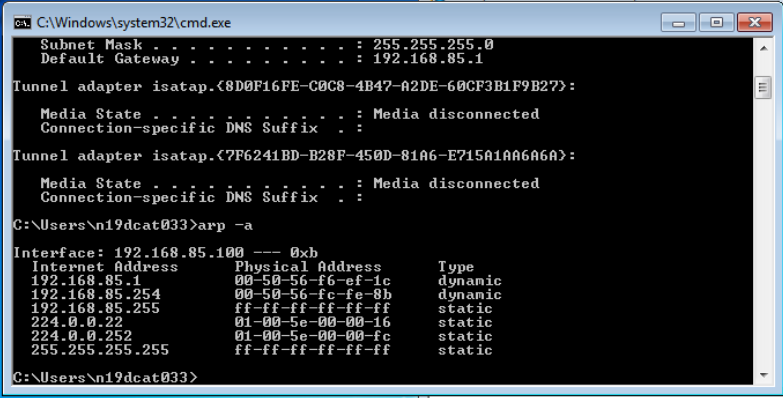 C:\Windows\system32\cmd.exe
Subnet Mask . . . . . . . . . . . : 255.255.255.0
Default Gateway . . . . . . . . . : 192.168.85.1
Tunnel adapter isatap.{8D0F16FE-C0C8-4B47-A2DE-60CF3B1F9B27}:
Media State . . . . . . . . . . . : Media disconnected
Connection-specific DNS Suffix  . :
Tunnel adapter isatap.{7F6241BD-B28F-450D-81A6-E715A1AA6A6A}:
Media State . . . . . . . . . . . : Media disconnected
Connection-specific DNS Suffix  . :
C:\Users\n19dcat033>arp -a
Interface: 192.168.85.100 --- 0xb
Internet Address      Physical Address      Type
192.168.85.1          00-50-56-f6-ef-1c     dynamic
192.168.85.254        00-50-56-fc-fe-8b     dynamic
192.168.85.255        ff-ff-ff-ff-ff-ff     static
224.0.0.22            01-00-5e-00-00-16     static
224.0.0.252           01-00-5e-00-00-fc     static
255.255.255.255       ff-ff-ff-ff-ff-ff     static
C:\Users\n19dcat033>